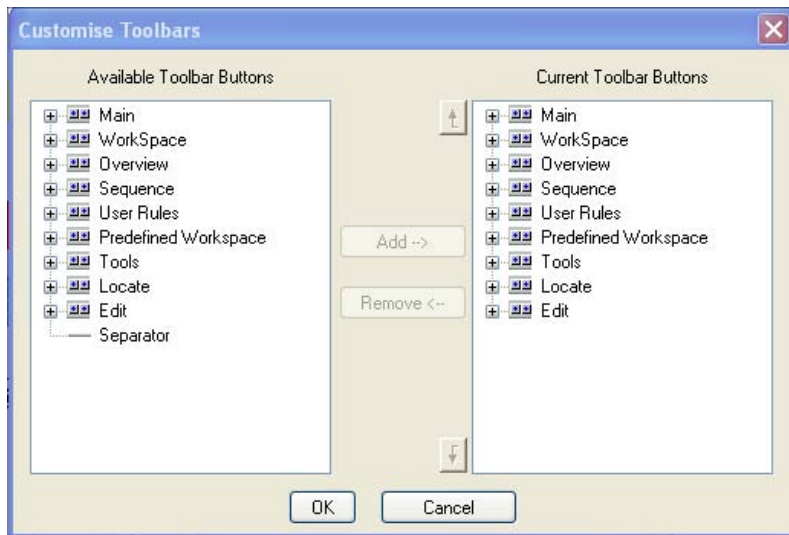 Customise Toolbars
Available Toolbar Buttons
Current Toolbar Buttons
Main
WorkSpace
Overview
Sequence
User Rules
Predefined Workspace
Tools
Locate
Edit
Separator
Add -->
Remove <--
Main
WorkSpace
Overview
Sequence
User Rules
Predefined Workspace
Tools
Locate
Edit
OK
Cancel